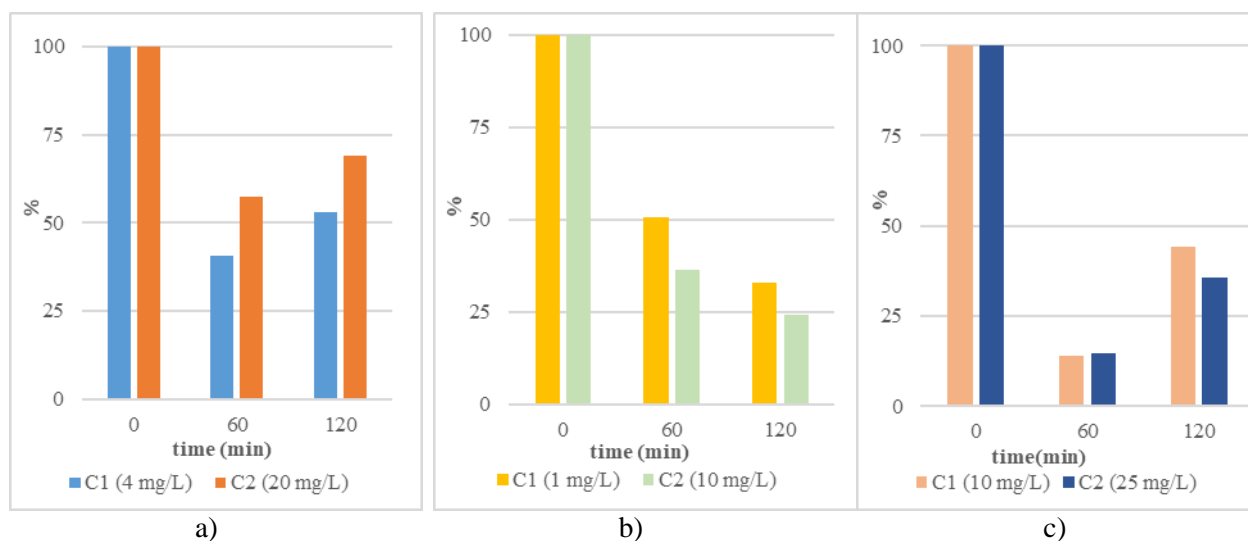 100
75
50
25
0
%
0 60 120
time (min)
C1 (4 mg/L) C2 (20 mg/L)
a)
100
75
50
25
0
%
0 60 120
time (min)
C1 (1 mg/L) C2 (10 mg/L)
b)
100
75
50
25
0
%
0 60 120
time(min)
C1 (10 mg/L) C2 (25 mg/L)
c)